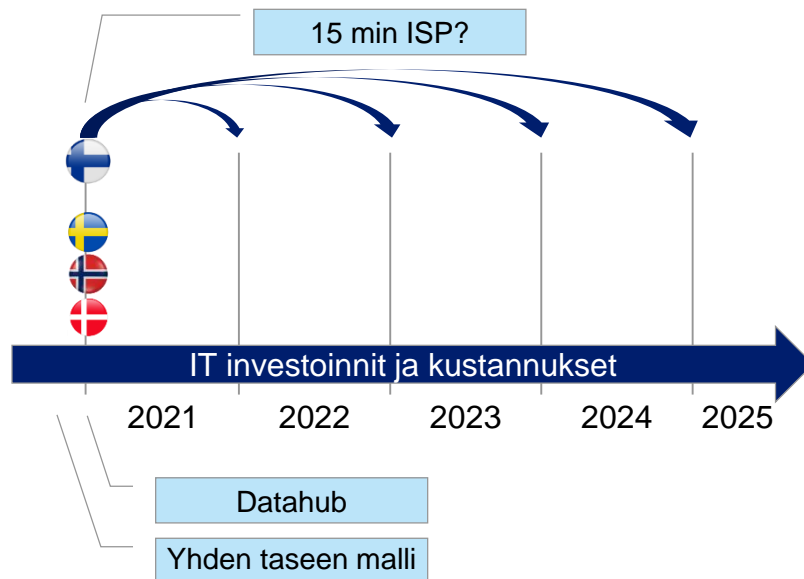 15 min ISP?
IT investoinnit ja kustannukset
2021 2022 2023 2024 2025
Datahub
Yhden taseen malli